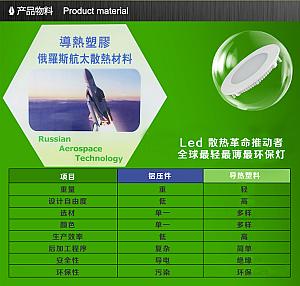 产品物料 Product material
導熱塑膠
俄羅斯航太散熱材料
Russian
Aerospace
Technology
Led 散热革命推动者
全球最轻最薄最环保灯
项目 铝压件 导热塑料
重量 重 轻
设计自由度 低 高
选材 单一 多样
颜色 单一 多样
生产效率 低 高
后加工程序 复杂 简单
安全性 导电 绝缘
环保性 污染 环保